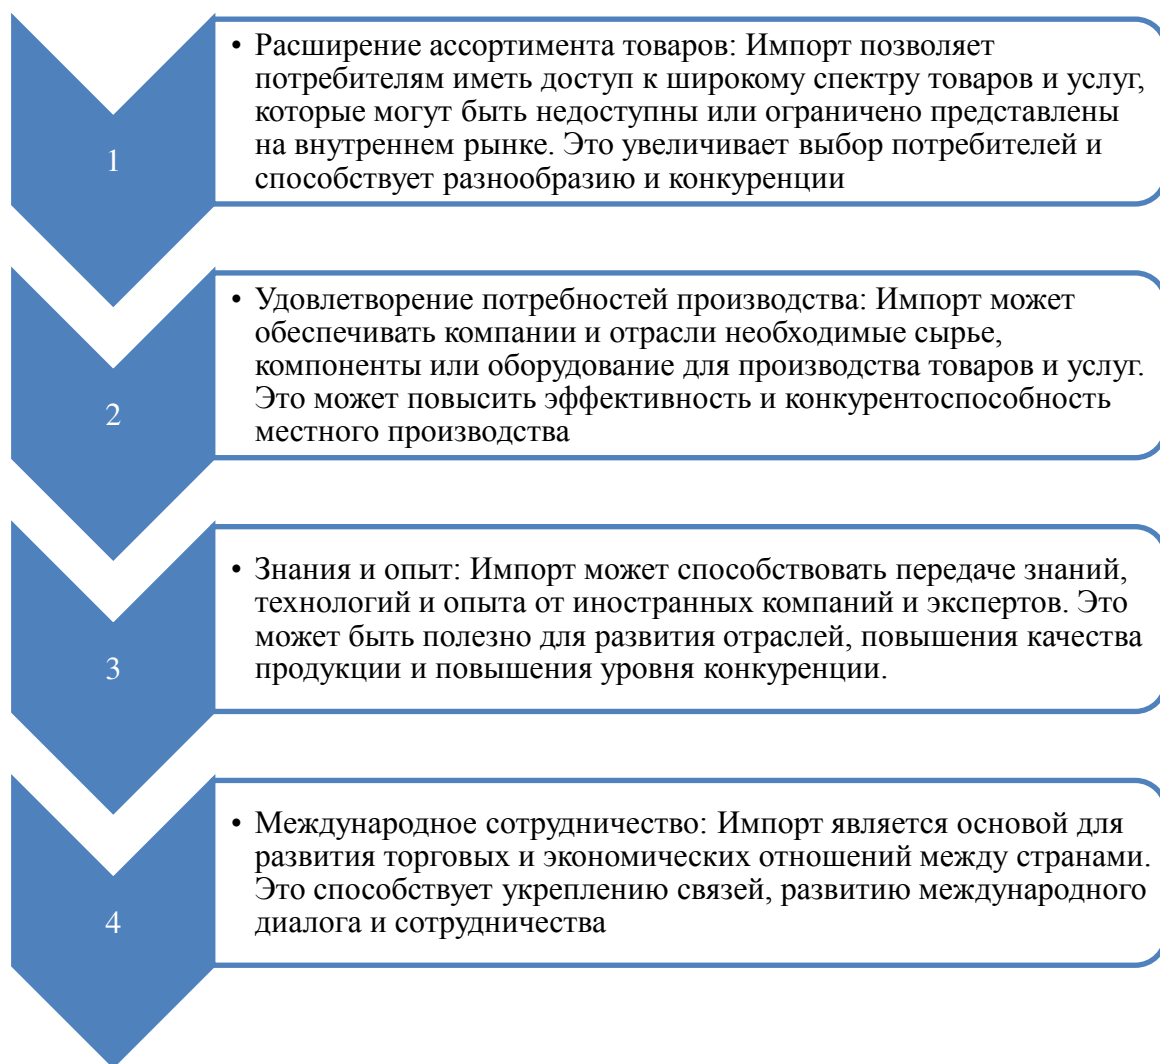 1
• Расширение ассортимента товаров: Импорт позволяет
потребителям иметь доступ к широкому спектру товаров и услуг,
которые могут быть недоступны или ограничено представлены
на внутреннем рынке. Это увеличивает выбор потребителей и
способствует разнообразию и конкуренции
2
• Удовлетворение потребностей производства: Импорт может
обеспечивать компании и отрасли необходимые сырье,
компоненты или оборудование для производства товаров и услуг.
Это может повысить эффективность и конкурентоспособность
местного производства
3
• Знания и опыт: Импорт может способствовать передаче знаний,
технологий и опыта от иностранных компаний и экспертов. Это
может быть полезно для развития отраслей, повышения качества
продукции и повышения уровня конкуренции.
4
• Международное сотрудничество: Импорт является основой для
развития торговых и экономических отношений между странами.
Это способствует укреплению связей, развитию международного
диалога и сотрудничества